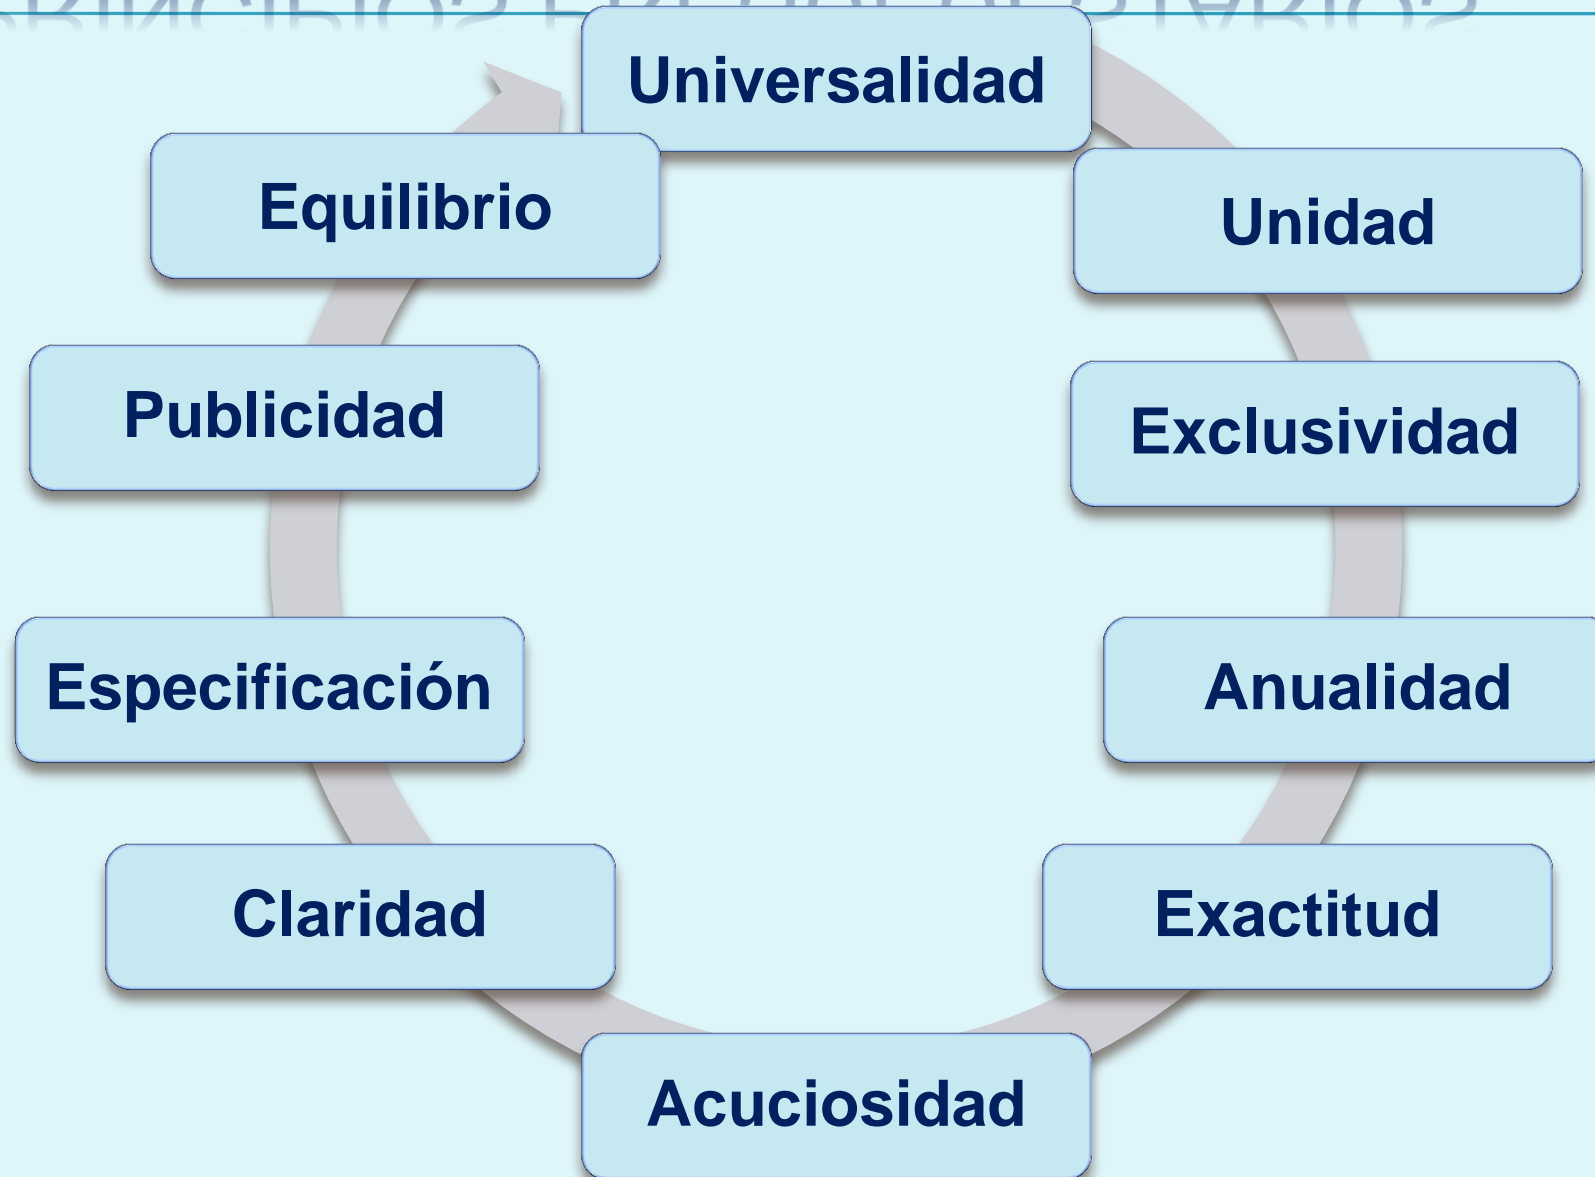 Universalidad
Unidad
Exclusividad
Anualidad
Exactitud
Acuciosidad
Claridad
Especificación
Publicidad
Equilibrio